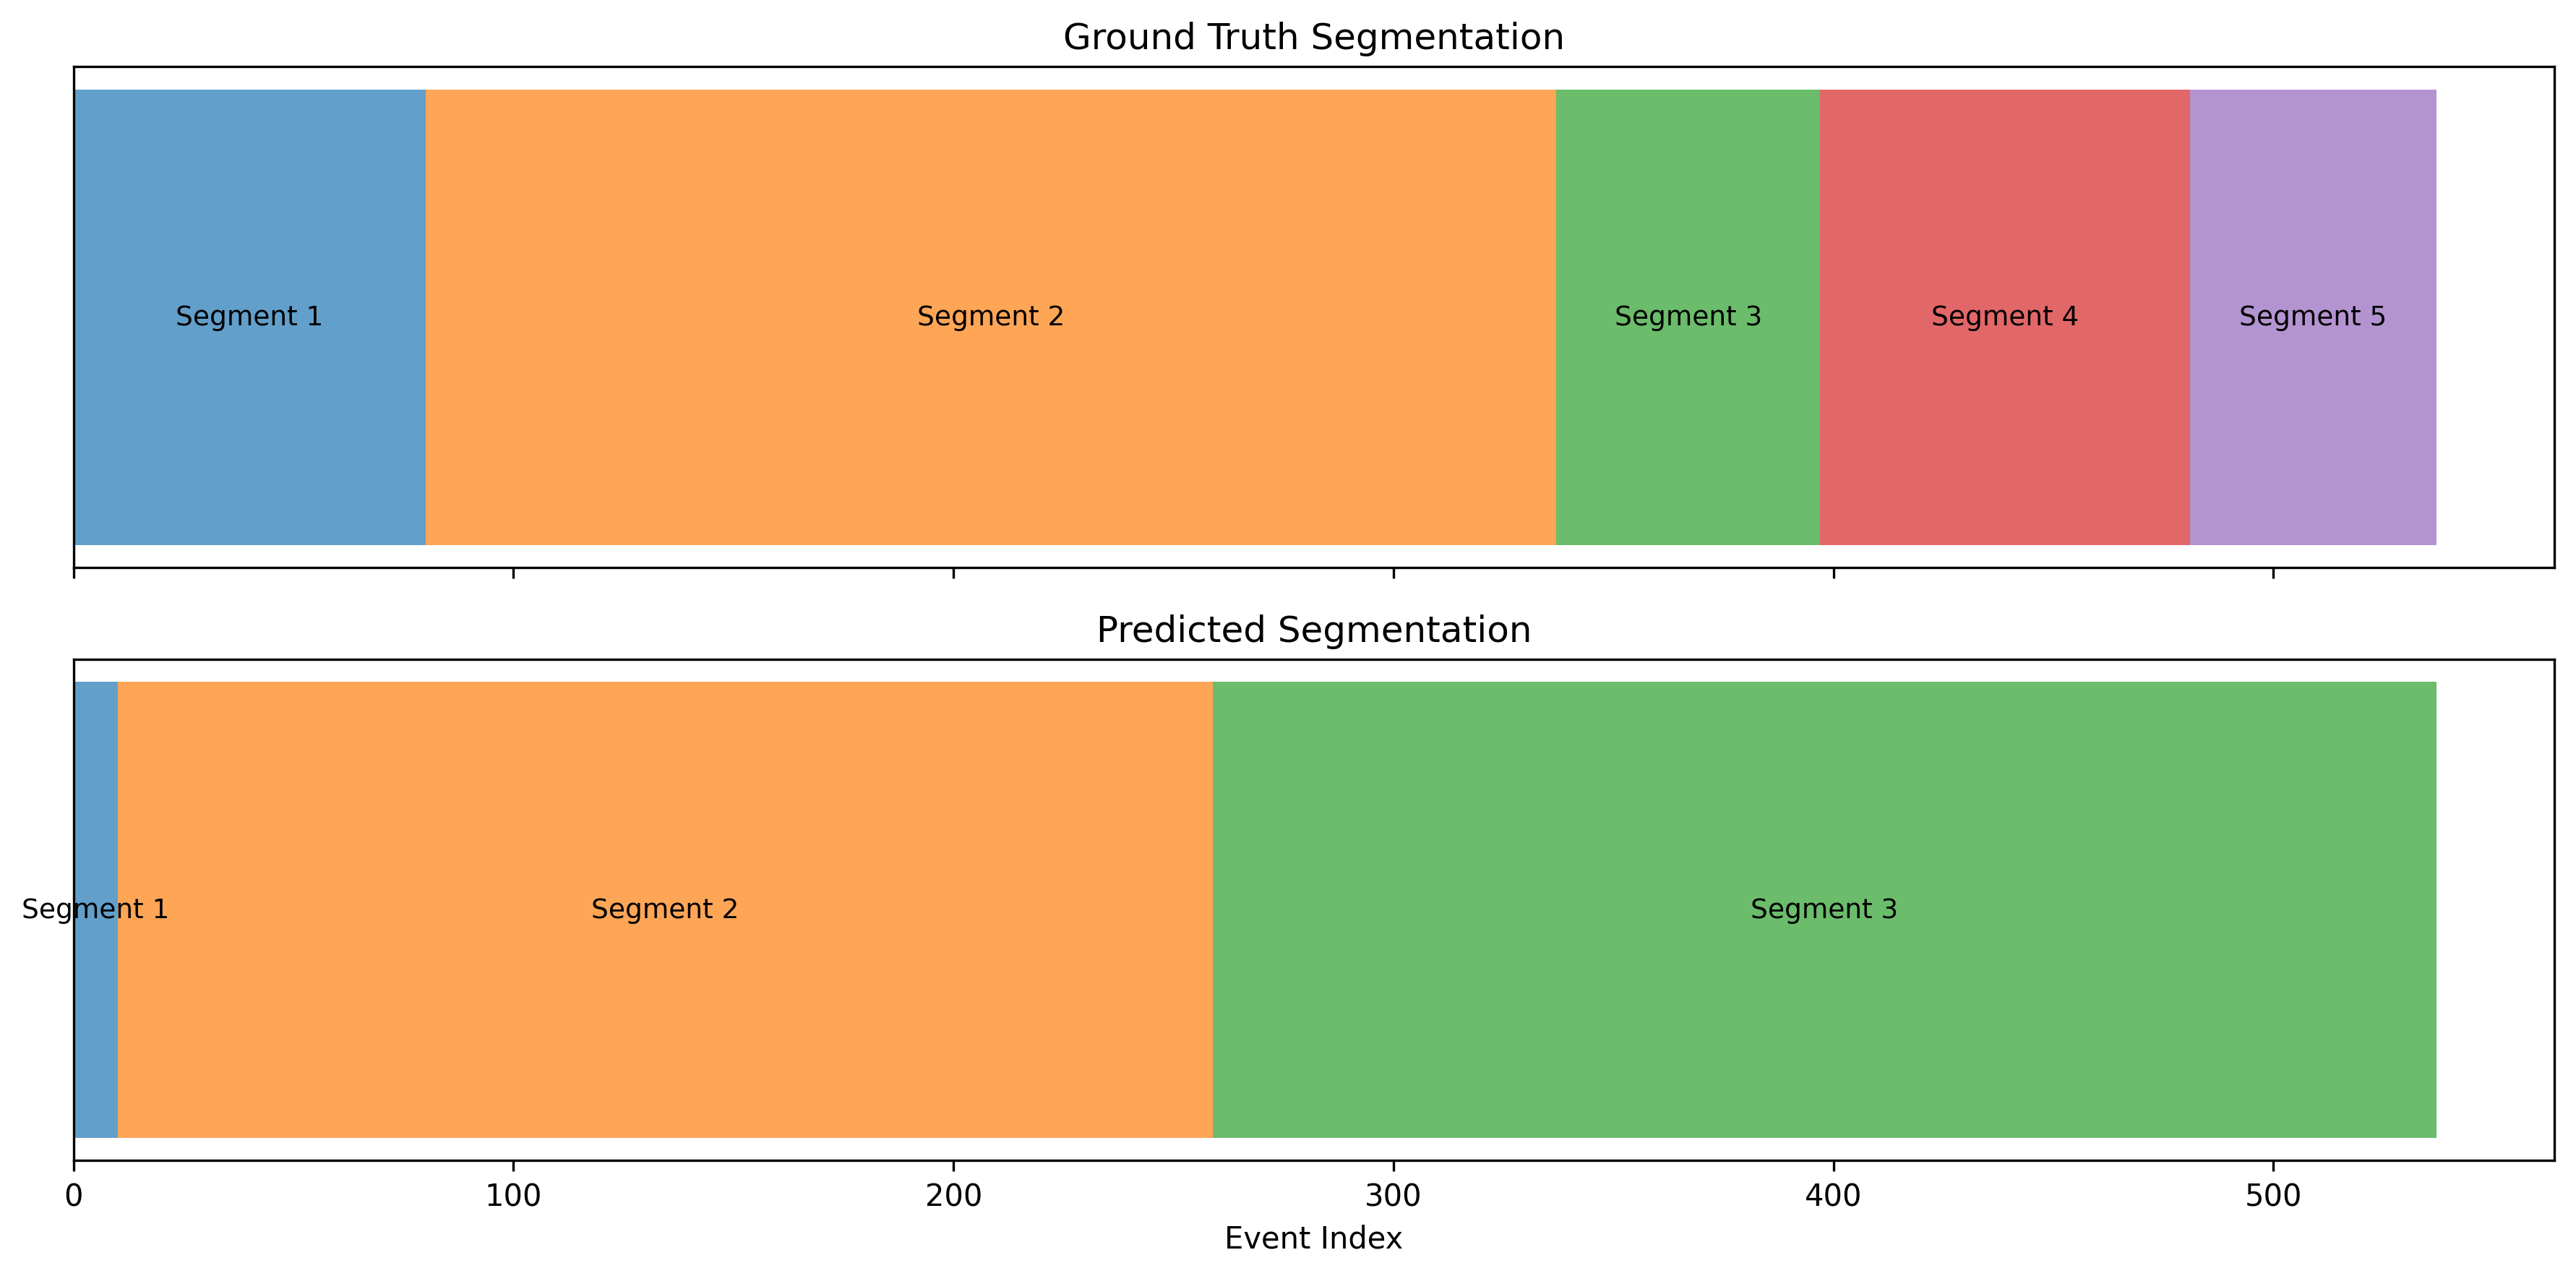 Ground Truth Segmentation
Segment 1
Segment 2
Segment 3
Segment 4
Segment 5
Predicted Segmentation
Segment 1
Segment 2
Segment 3
0 100 200 300 400 500
Event Index